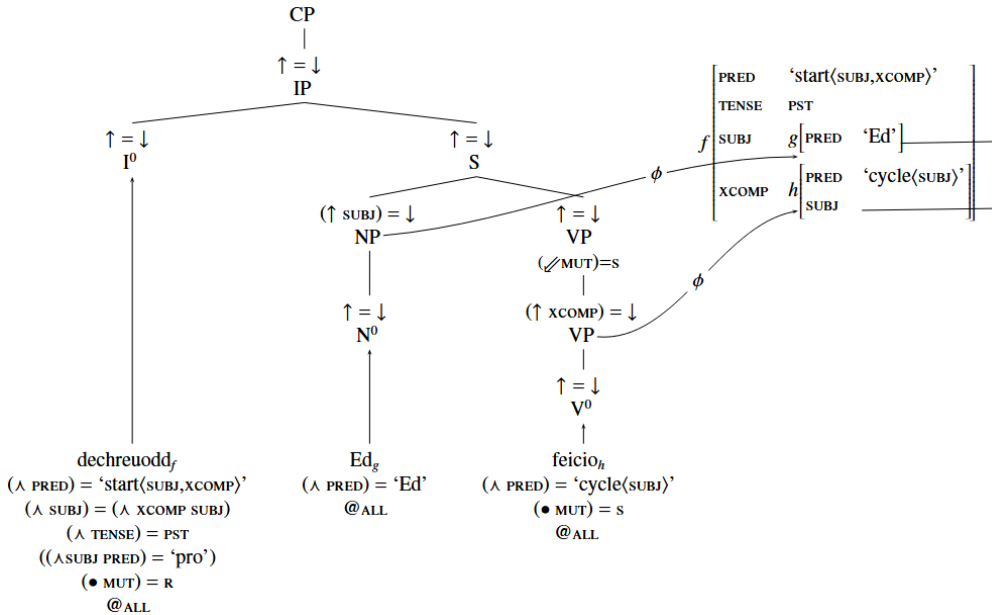 CP
↑ = ↓
IP
↑ = ↓
I⁰
↑ = ↓
S
(↑ SUBJ) = ↓
NP
↑ = ↓
VP
(⇙MUT)=S
↑ = ↓
N⁰
(↑ XCOMP) = ↓
VP
↑ = ↓
V⁰
dechreuodd_f
(⋏ PRED) = ‘start⟨SUBJ,XCOMP⟩’
(⋏ SUBJ) = (⋏ XCOMP SUBJ)
(⋏ TENSE) = PST
((⋏SUBJ PRED) = ‘pro’)
(● MUT) = R
@ALL
Ed_g
(⋏ PRED) = ‘Ed’
@ALL
feicio_h
(⋏ PRED) = ‘cycle⟨SUBJ⟩’
(● MUT) = S
@ALL
ϕ
ϕ
f
PRED ‘start⟨SUBJ,XCOMP⟩’
TENSE PST
SUBJ g[PRED ‘Ed’]
XCOMP h[PRED ‘cycle⟨SUBJ⟩’
SUBJ]